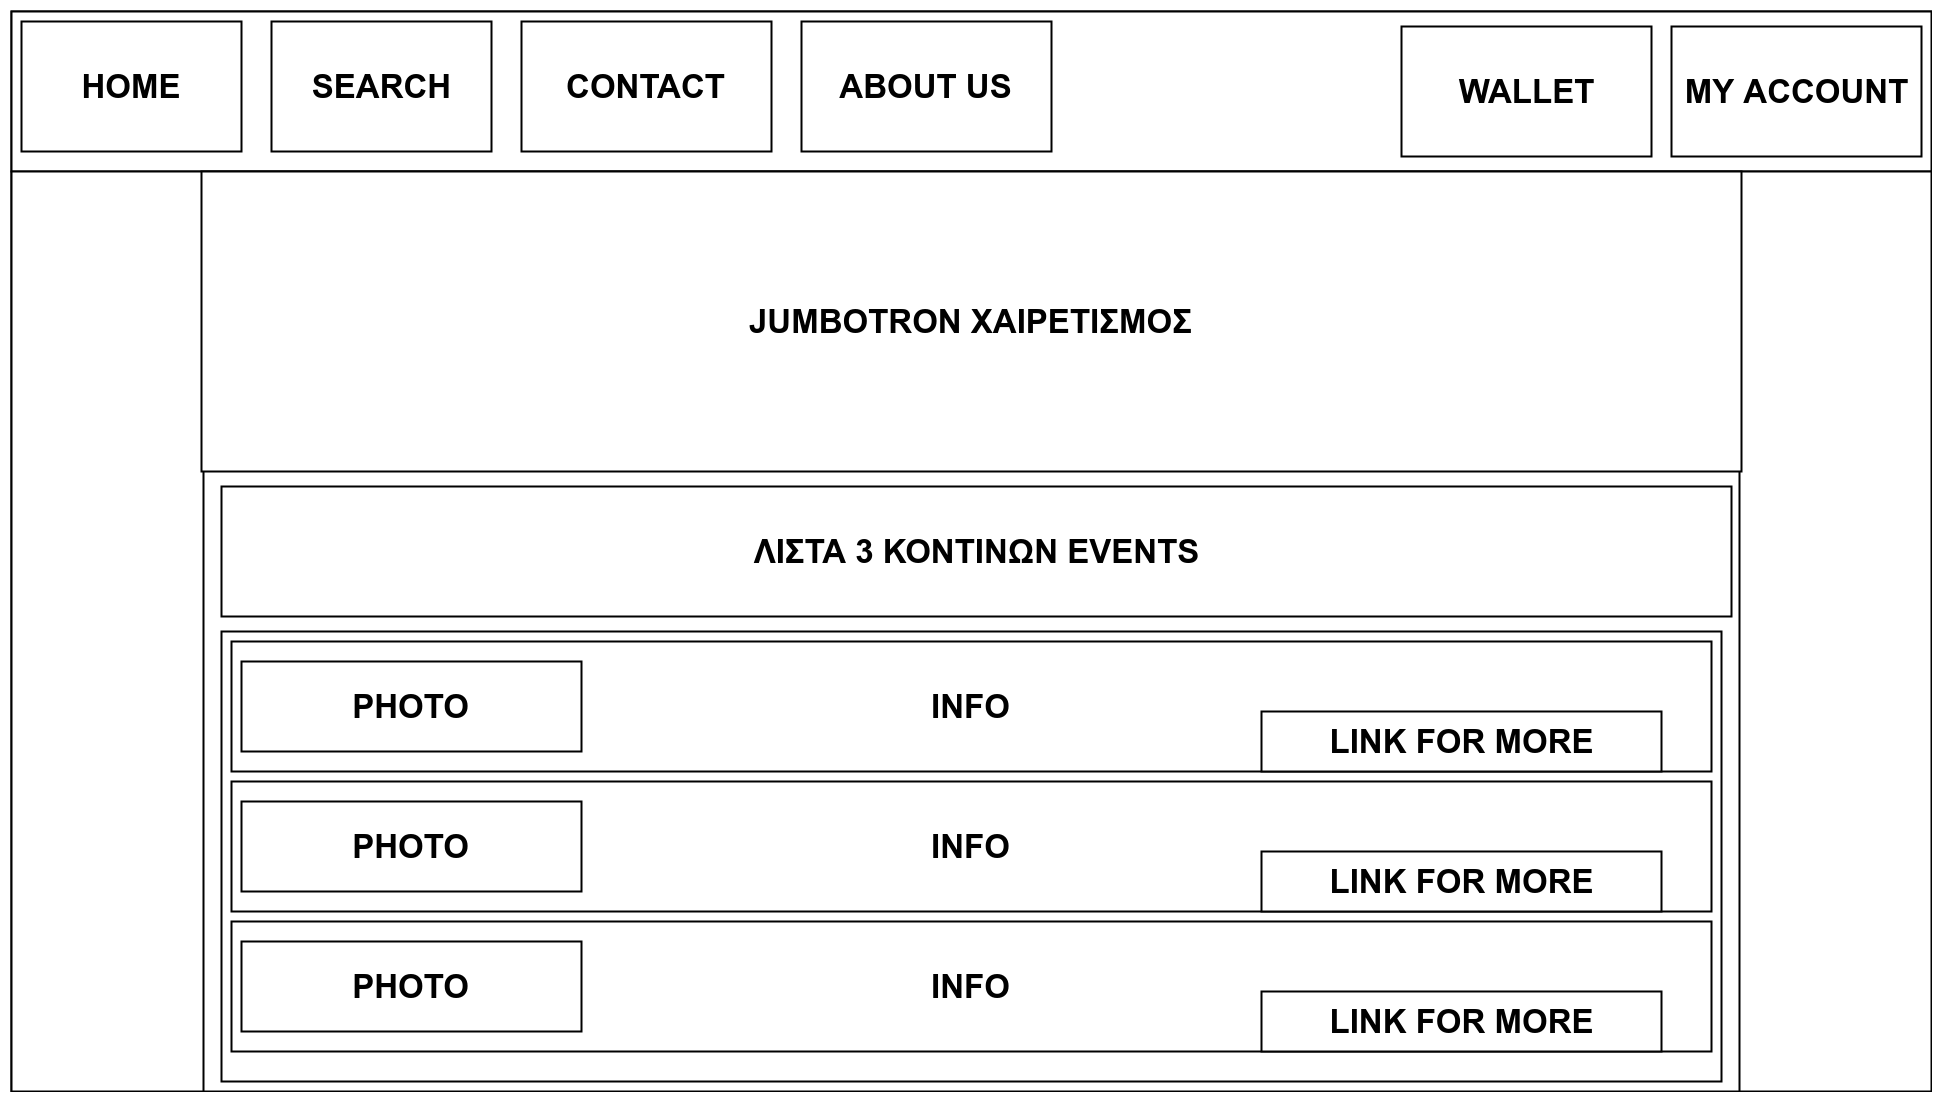 HOME
SEARCH
CONTACT
ABOUT US
WALLET
MY ACCOUNT
JUMBOTRON ΧΑΙΡΕΤΙΣΜΟΣ
ΛΙΣΤΑ 3 ΚΟΝΤΙΝΩΝ EVENTS
PHOTO
INFO
LINK FOR MORE
PHOTO
INFO
LINK FOR MORE
PHOTO
INFO
LINK FOR MORE